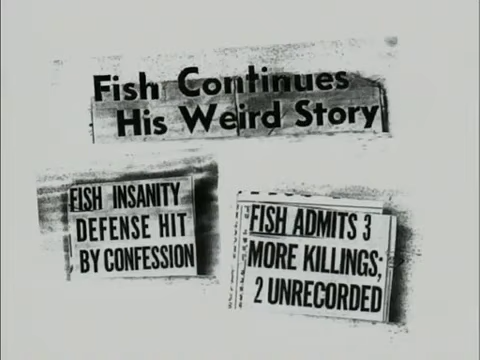 Fish Continues
His Weird Story
FISH INSANITY
DEFENSE HIT
BY CONFESSION
FISH ADMITS 3
MORE KILLINGS;
2 UNRECORDED